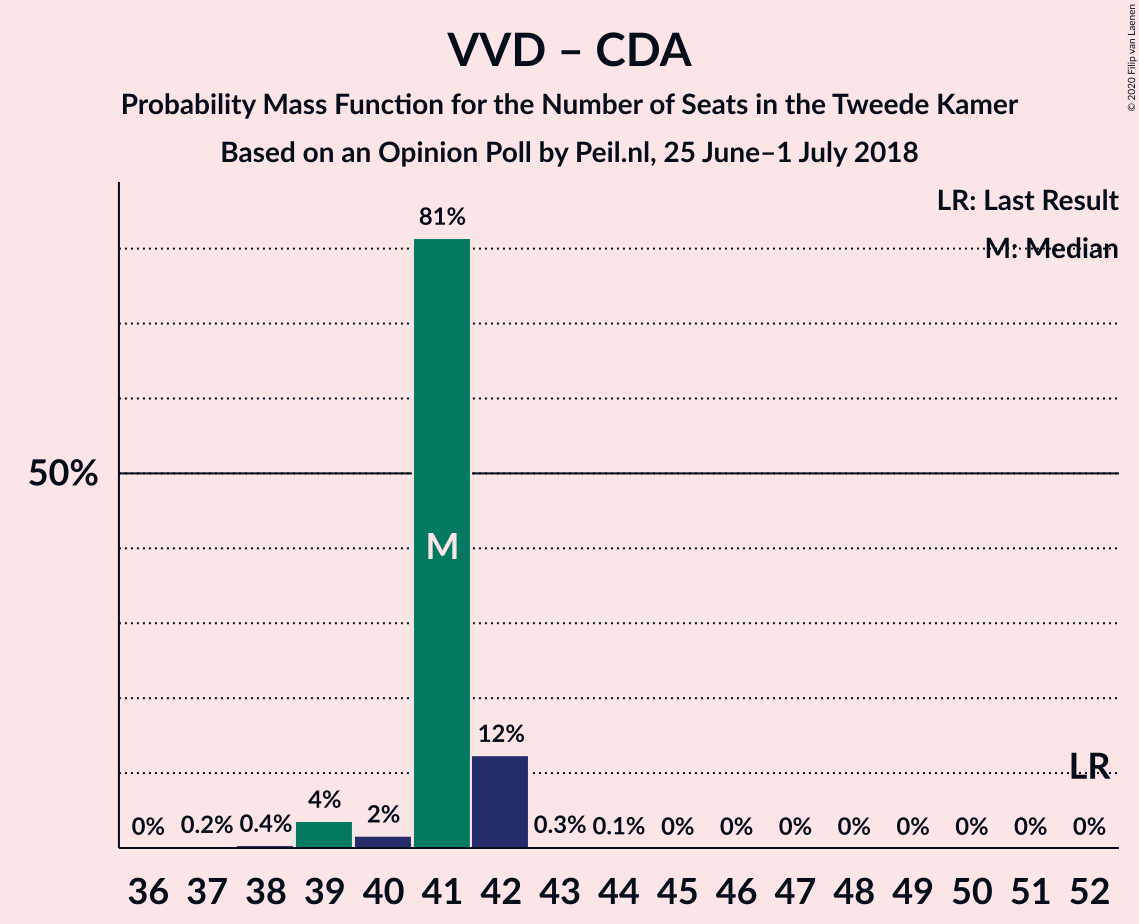 VVD – CDA
Probability Mass Function for the Number of Seats in the Tweede Kamer
Based on an Opinion Poll by Peil.nl, 25 June–1 July 2018
© 2020 Filip van Laenen
LR: Last Result
M: Median
81%
50%
M
12%
LR
0% 0.2% 0.4% 4% 2% 0.3% 0.1% 0% 0% 0% 0% 0% 0% 0% 0%
36 37 38 39 40 41 42 43 44 45 46 47 48 49 50 51 52